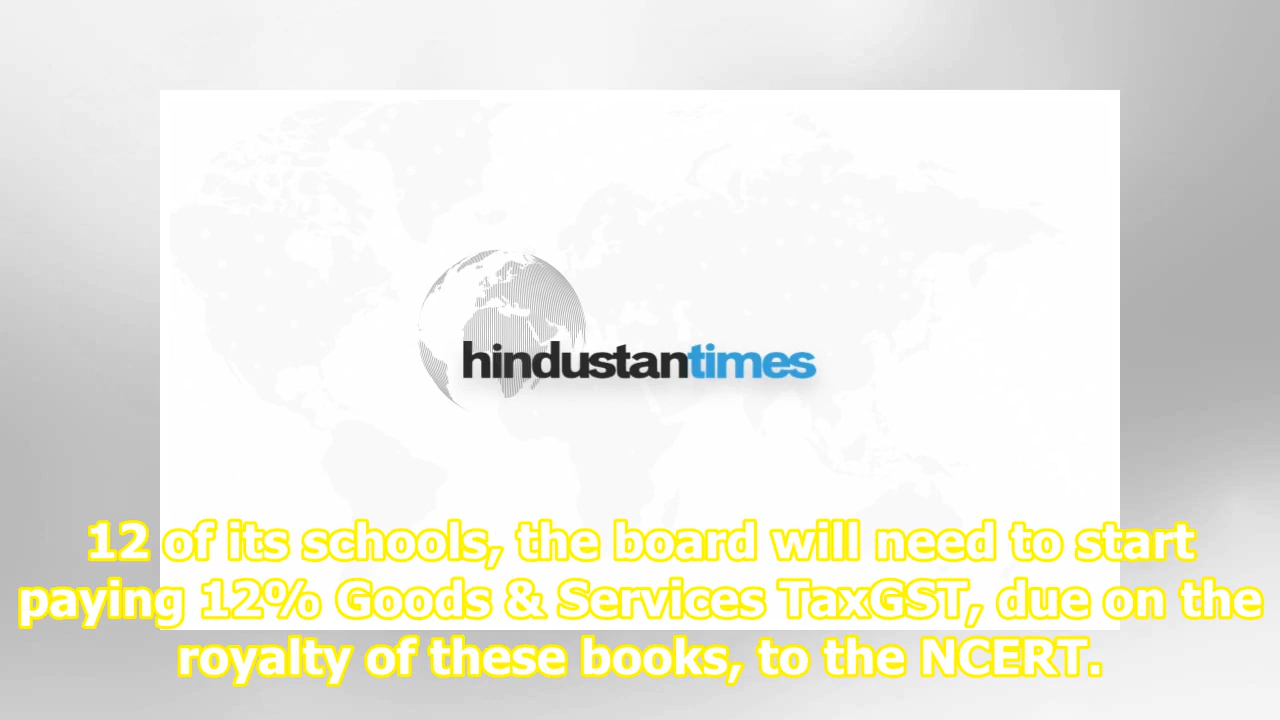 hindustantimes
12 of its schools, the board will need to start
paying 12% Goods & Services TaxGST, due on the
royalty of these books, to the NCERT.